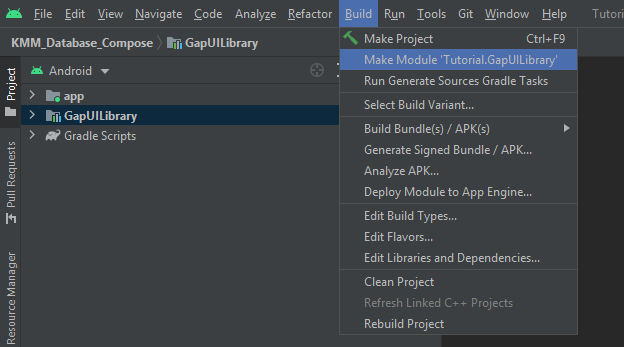 File Edit View Navigate Code Analyze Refactor Build Run Tools Git Window Help Tutori
KMM_Database_Compose GapUILibrary
Project
Pull Requests
Resource Manager
Android
app
GapUILibrary
Gradle Scripts
Make Project Ctrl+F9
Make Module 'Tutorial.GapUILibrary'
Run Generate Sources Gradle Tasks
Select Build Variant...
Build Bundle(s) / APK(s)
Generate Signed Bundle / APK...
Analyze APK...
Deploy Module to App Engine...
Edit Build Types...
Edit Flavors...
Edit Libraries and Dependencies...
Clean Project
Refresh Linked C++ Projects
Rebuild Project